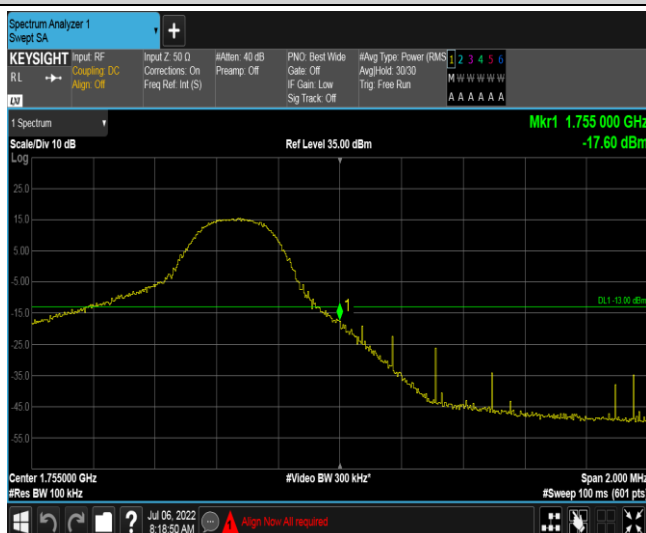 Spectrum Analyzer 1
Swept SA
+
KEYSIGHT
RL
LXI
Input: RF
Coupling: DC
Align: Off
Input Z: 50 Ω
Corrections: On
Freq Ref: Int (S)
#Atten: 40 dB
Preamp: Off
PNO: Best Wide
Gate: Off
IF Gain: Low
Sig Track: Off
#Avg Type: Power (RMS
Avg|Hold: 30/30
Trig: Free Run
1 2 3 4 5 6
M W W W W W
A A A A A A
1 Spectrum
Scale/Div 10 dB
Ref Level 35.00 dBm
Mkr1 1.755 000 GHz
-17.60 dBm
Log
25.0
15.0
5.00
-5.00
-15.0
-25.0
-35.0
-45.0
-55.0
1
DL1 -13.00 dBm
Center 1.755000 GHz
#Res BW 100 kHz
#Video BW 300 kHz*
Span 2.000 MHz
#Sweep 100 ms (601 pts)
?
Jul 06, 2022
8:18:50 AM
Align Now All required